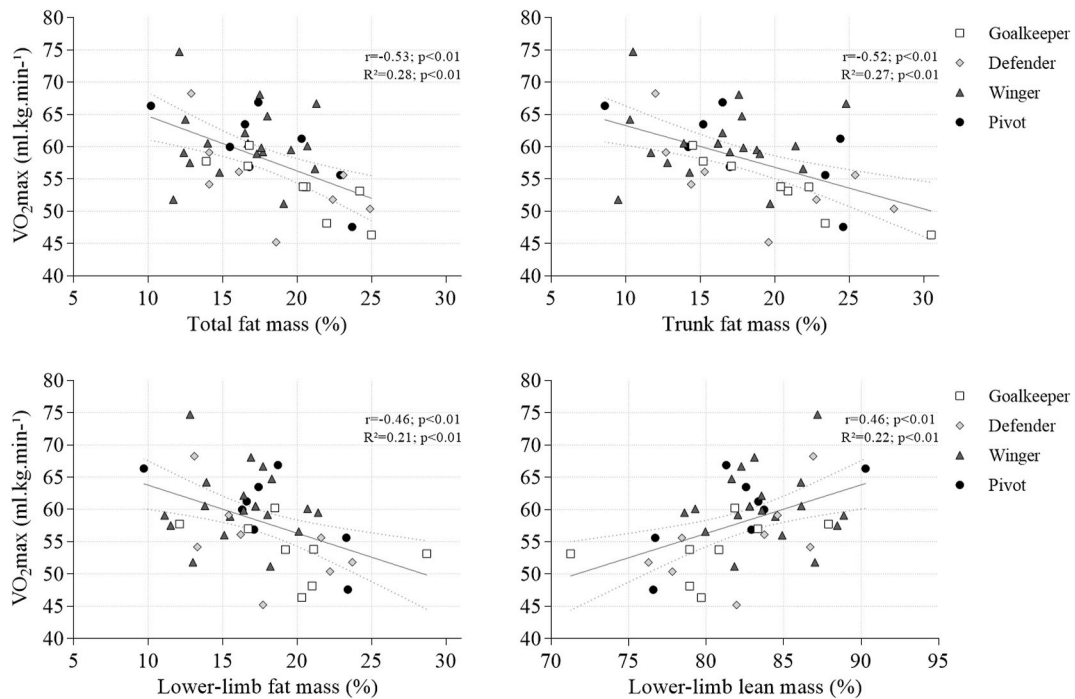 80
75
70
65
60
55
50
45
40
VO₂max (ml.kg.min-¹)
r=-0.53; p<0.01
R²=0.28; p<0.01
5 10 15 20 25 30
Total fat mass (%)
80
75
70
65
60
55
50
45
40
r=-0.52; p<0.01
R²=0.27; p<0.01
5 10 15 20 25 30
Trunk fat mass (%)
Goalkeeper
Defender
Winger
Pivot
80
75
70
65
60
55
50
45
40
VO₂max (ml.kg.min-¹)
r=-0.46; p<0.01
R²=0.21; p<0.01
5 10 15 20 25 30
Lower-limb fat mass (%)
80
75
70
65
60
55
50
45
40
r=0.46; p<0.01
R²=0.22; p<0.01
70 75 80 85 90 95
Lower-limb lean mass (%)
Goalkeeper
Defender
Winger
Pivot